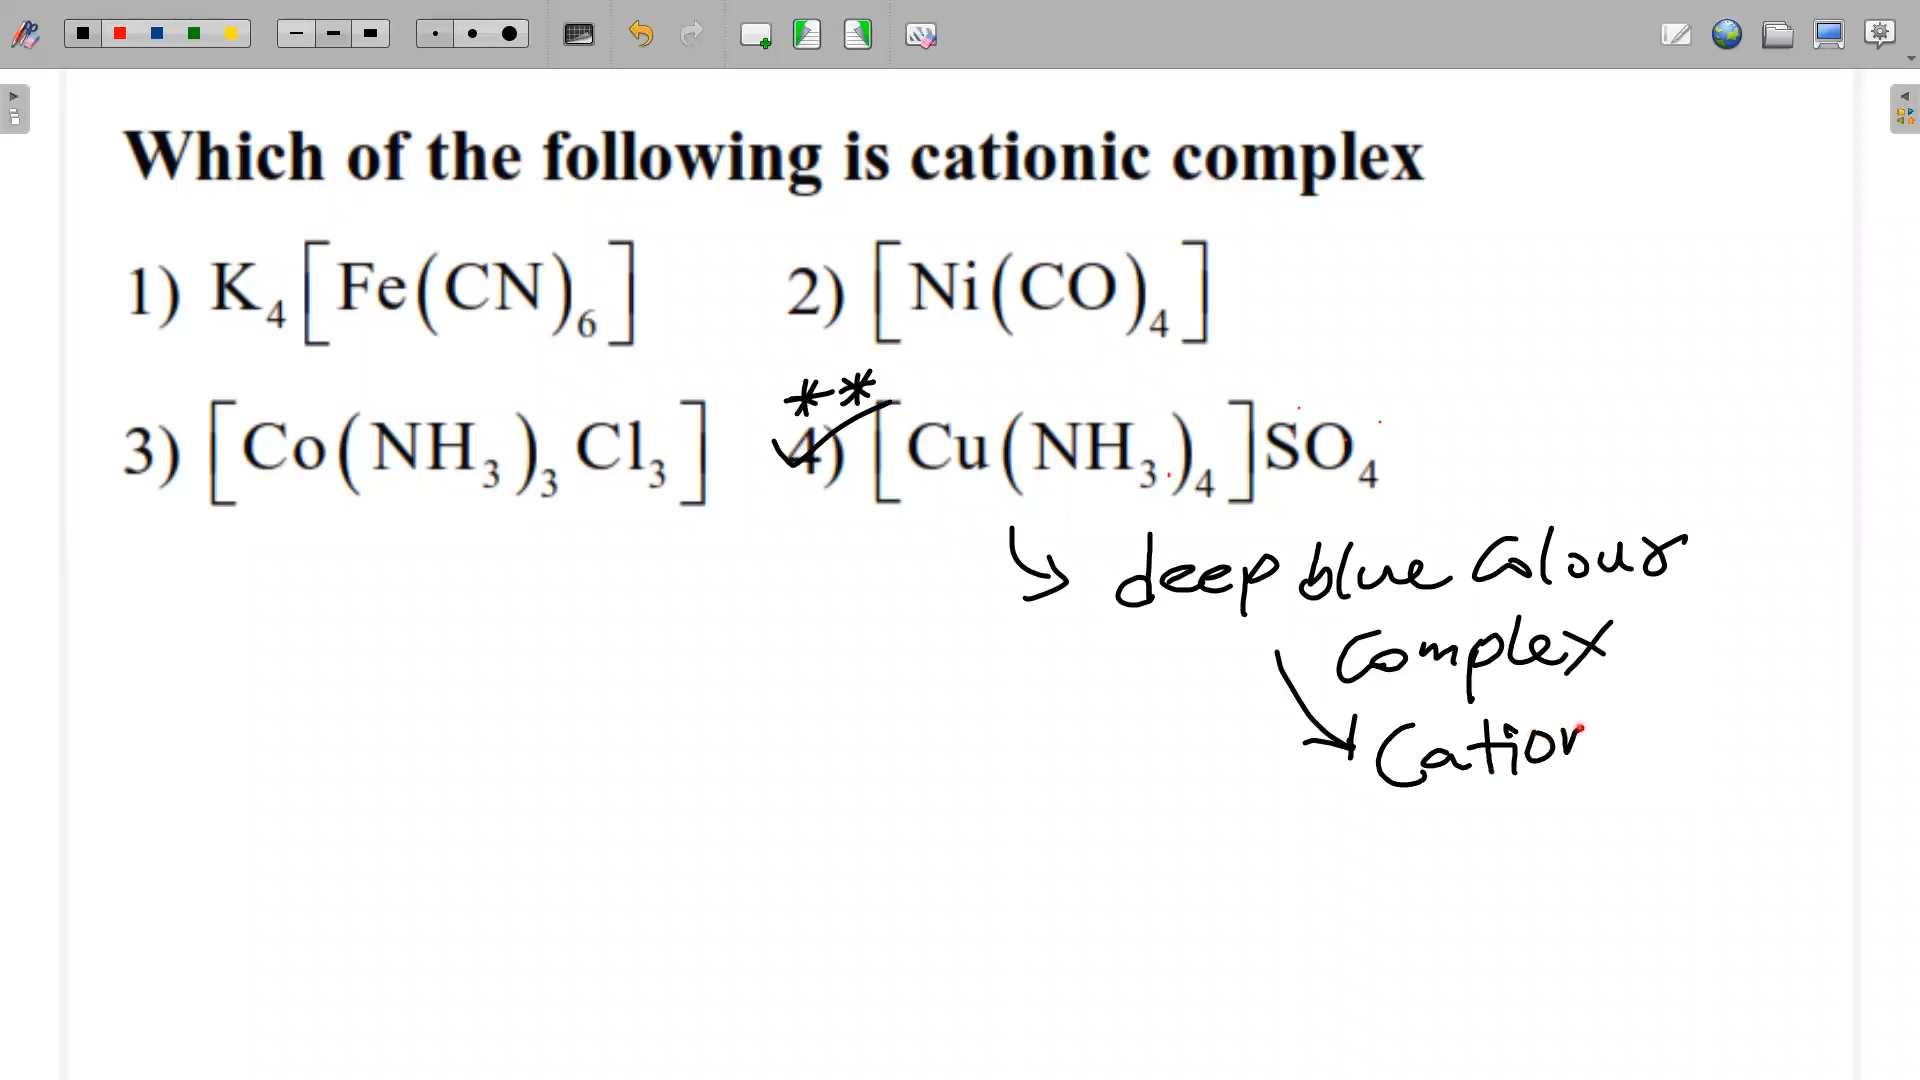 Which of the following is cationic complex
1) K₄[Fe(CN)₆] 2) [Ni(CO)₄]
**
3) [Co(NH₃)₃Cl₃] 4) [Cu(NH₃)₄]SO₄
deep blue colour
complex
Cation